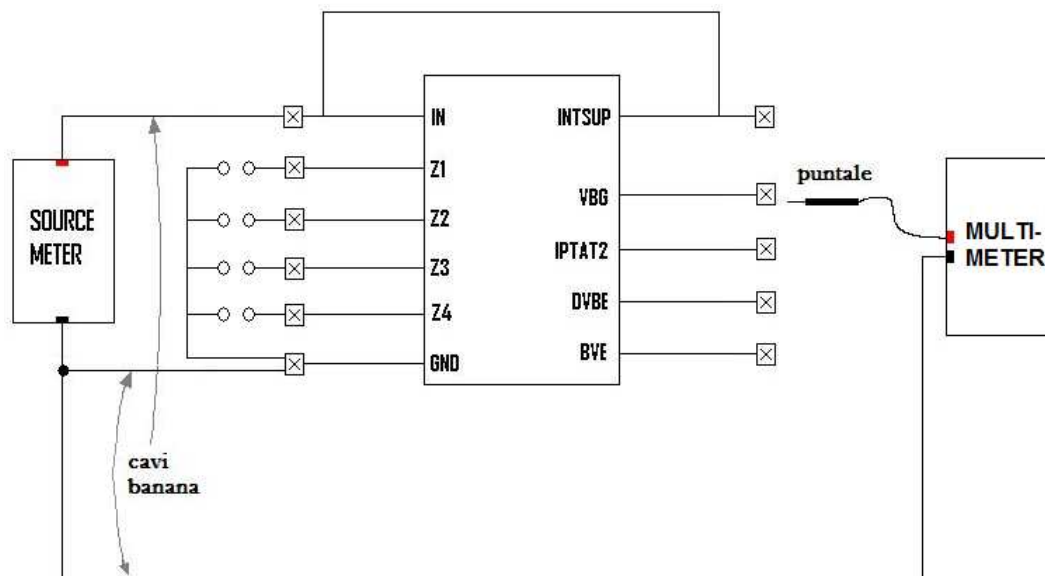 IN
INTSUP
Z1
puntale
VBG
SOURCE
METER
Z2
MULTI-
METER
IPTAT2
Z3
DVBE
Z4
BVE
GND
cavi
banana